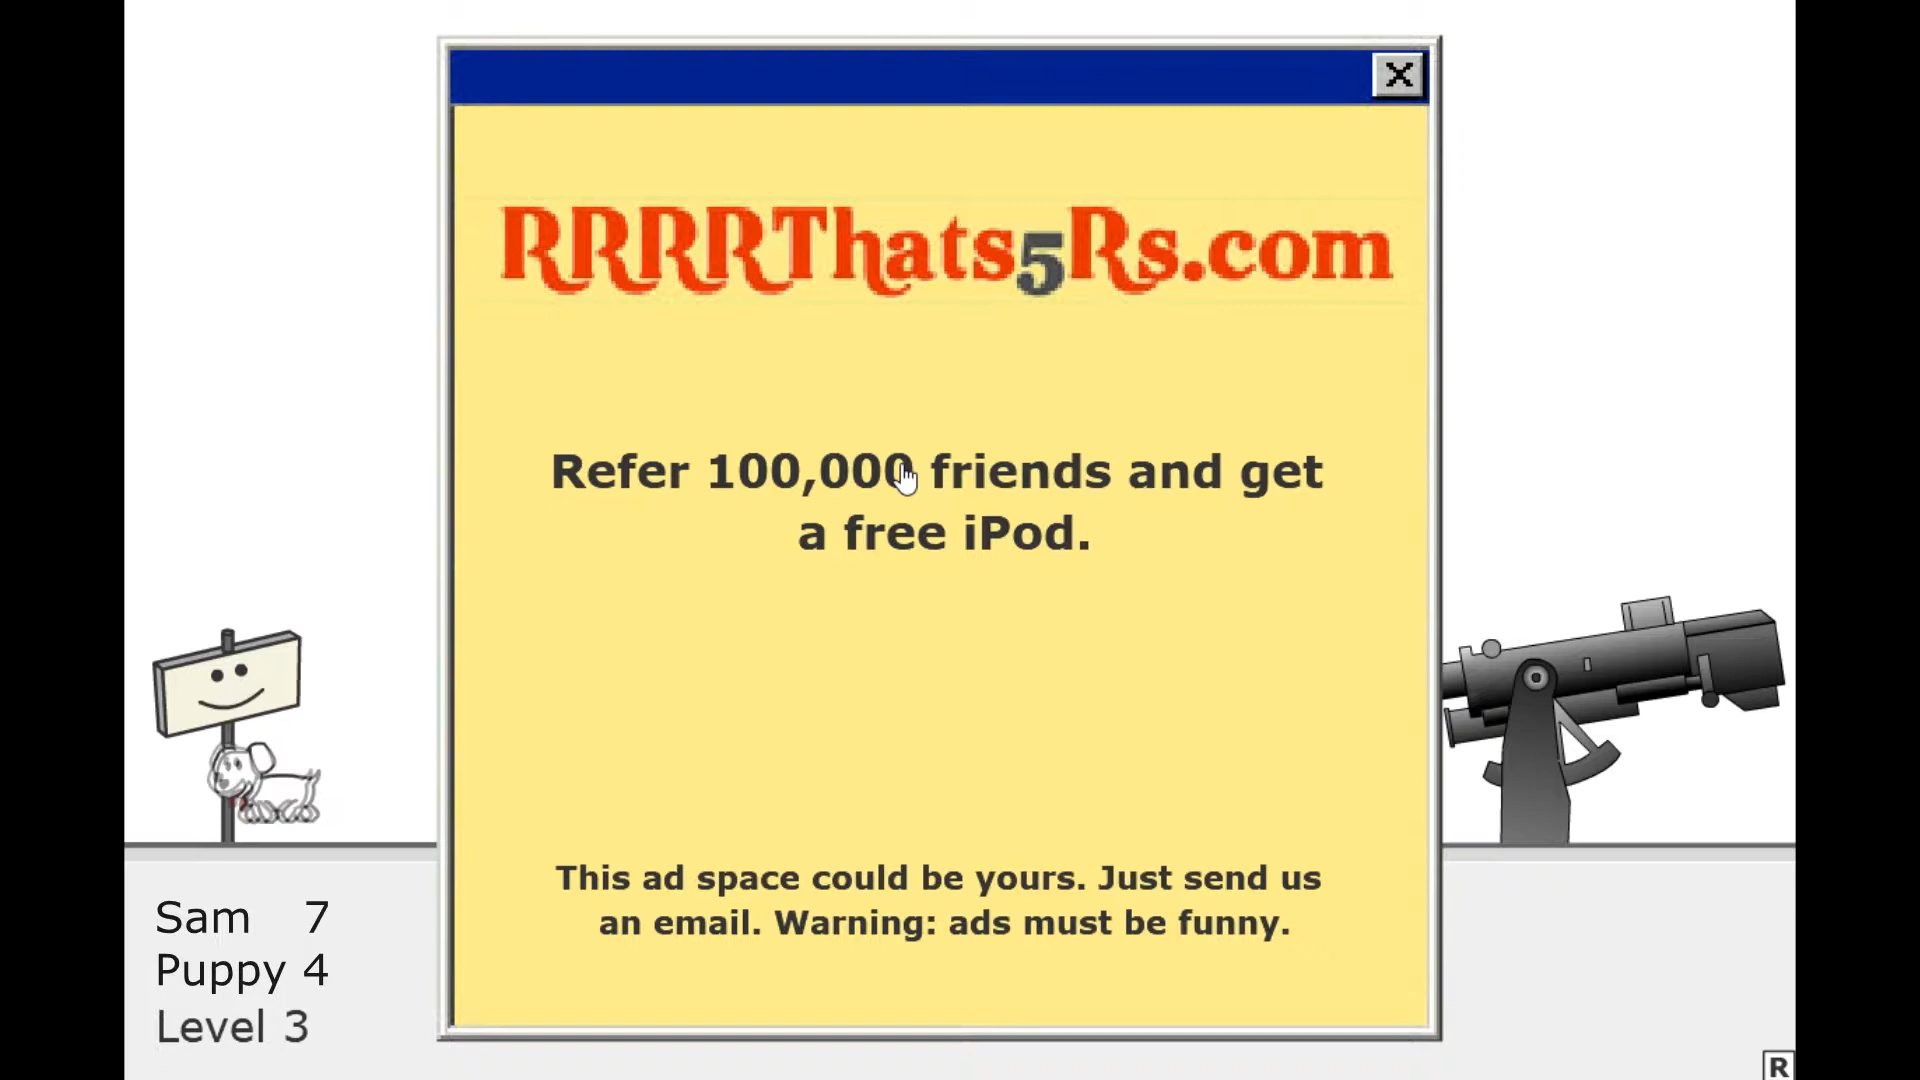 RRRRThats5Rs.com
Refer 100,000 friends and get
a free iPod.
This ad space could be yours. Just send us
an email. Warning: ads must be funny.
Sam 7
Puppy 4
Level 3
R